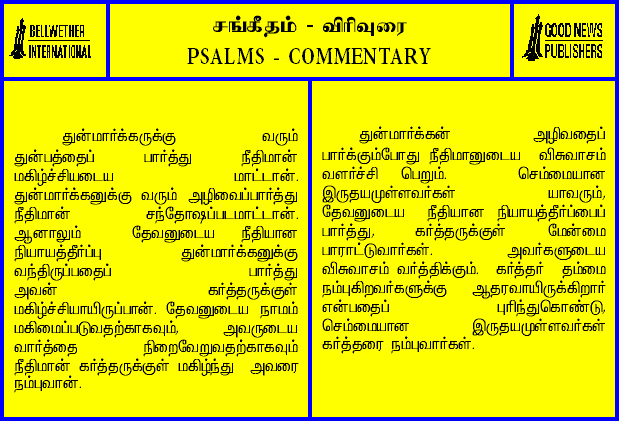 BELLWETHER
INTERNATIONAL
சங்கீதம் - விரிவுரை
PSALMS - COMMENTARY
GOOD NEWS
PUBLISHERS
துன்மார்க்கருக்கு வரும்
துன்பத்தைப் பார்த்து நீதிமான்
மகிழ்ச்சியடைய மாட்டான்.
துன்மார்க்கனுக்கு வரும் அழிவைப்பார்த்து
நீதிமான் சந்தோஷப்படமாட்டான்.
ஆனாலும் தேவனுடைய நீதியான
நியாயத்தீர்ப்பு துன்மார்க்கனுக்கு
வந்திருப்பதைப் பார்த்து
அவன் கர்த்தருக்குள்
மகிழ்ச்சியாயிருப்பான். தேவனுடைய நாமம்
மகிமைப்படுவதற்காகவும், அவருடைய
வார்த்தை நிறைவேறுவதற்காகவும்
நீதிமான் கர்த்தருக்குள் மகிழ்ந்து அவரை
நம்புவான்.
துன்மார்க்கன் அழிவதைப்
பார்க்கும்போது நீதிமானுடைய விசுவாசம்
வளர்ச்சி பெறும். செம்மையான
இருதயமுள்ளவர்கள் யாவரும்,
தேவனுடைய நீதியான நியாயத்தீர்ப்பைப்
பார்த்து, கர்த்தருக்குள் மேன்மை
பாராட்டுவார்கள். அவர்களுடைய
விசுவாசம் வர்த்திக்கும். கர்த்தர் தம்மை
நம்புகிறவர்களுக்கு ஆதரவாயிருக்கிறார்
என்பதைப் புரிந்துகொண்டு,
செம்மையான இருதயமுள்ளவர்கள்
கர்த்தரை நம்புவார்கள்.